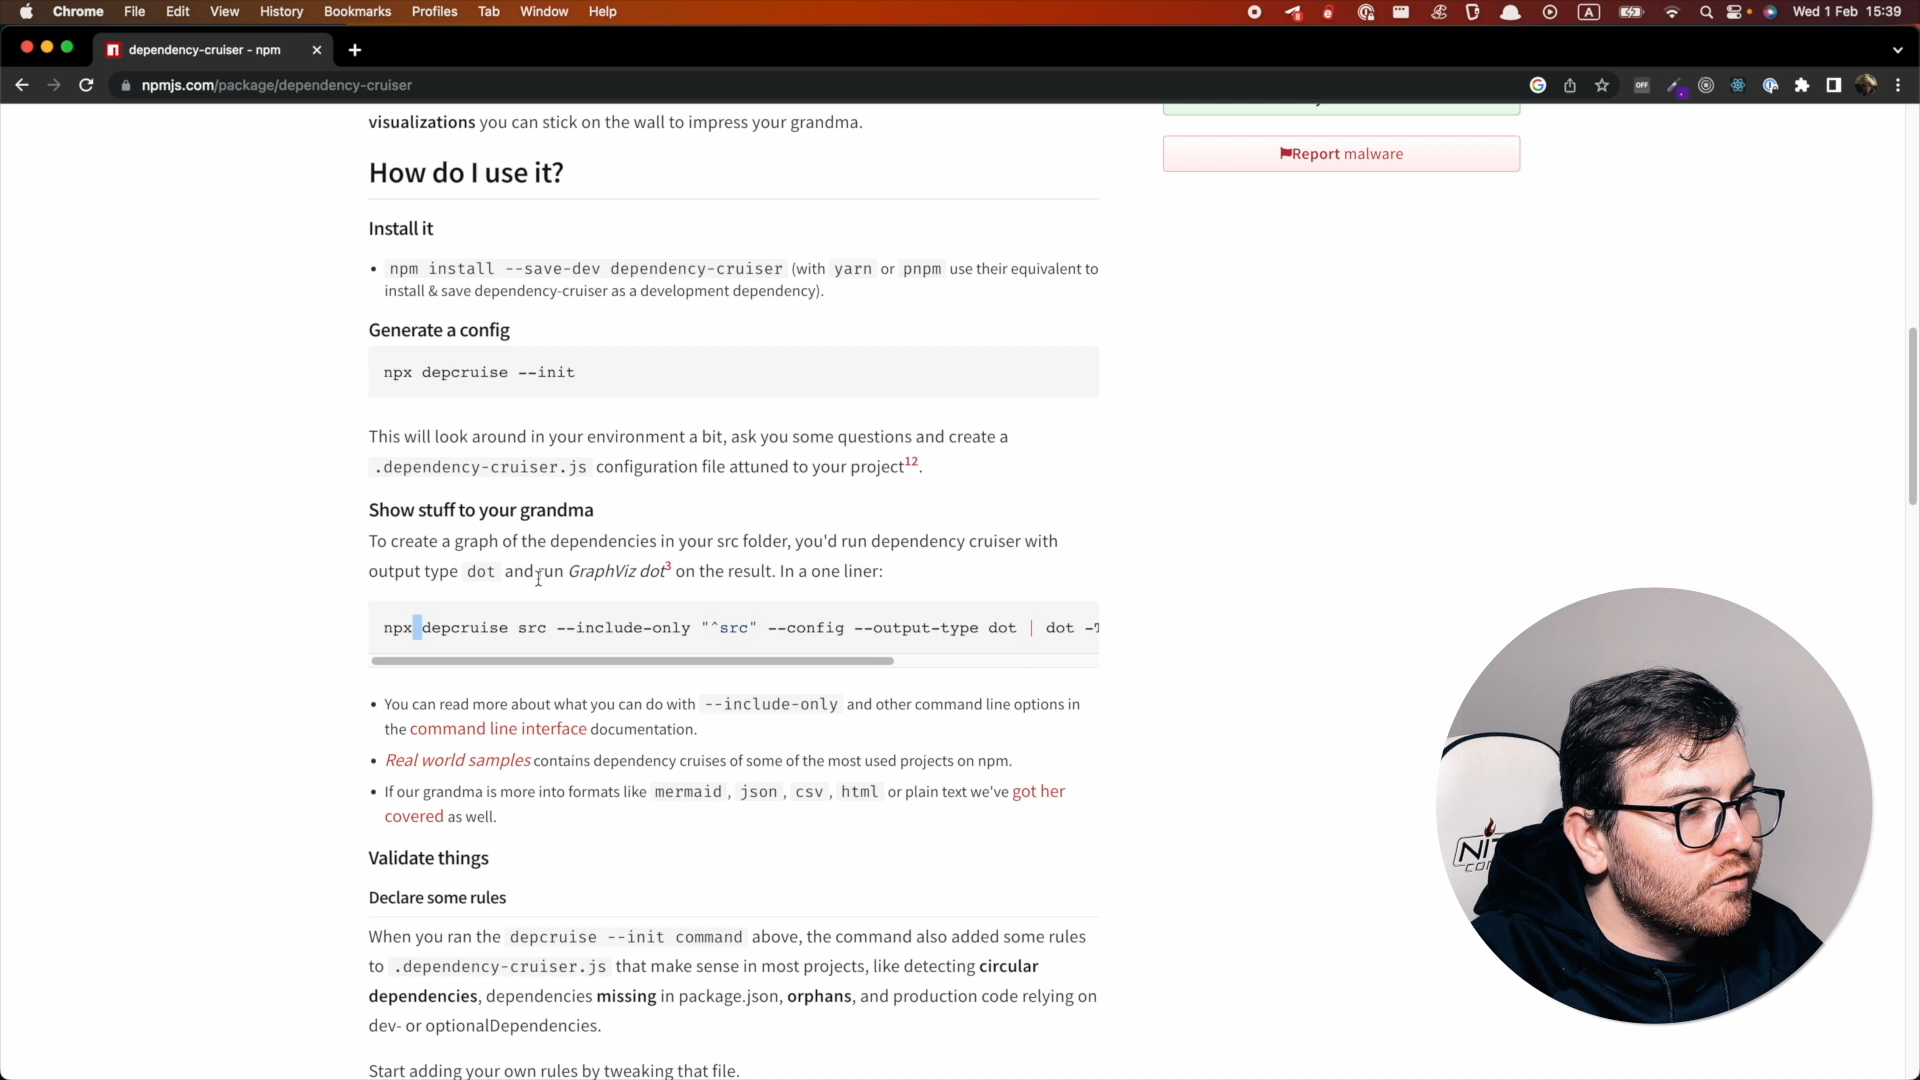 Chrome File Edit View History Bookmarks Profiles Tab Window Help
8
A
Wed 1 Feb 15:39
dependency-cruiser - npm
npmjs.com/package/dependency-cruiser
OFF
visualizations you can stick on the wall to impress your grandma.
Report malware
How do I use it?
Install it
• npm install --save-dev dependency-cruiser (with yarn or pnpm use their equivalent to
install & save dependency-cruiser as a development dependency).
Generate a config
npx depcruise --init
This will look around in your environment a bit, ask you some questions and create a
.dependency-cruiser.js configuration file attuned to your project12.
Show stuff to your grandma
To create a graph of the dependencies in your src folder, you'd run dependency cruiser with
output type dot and run GraphViz dot3 on the result. In a one liner:
npx depcruise src --include-only "^src" --config --output-type dot | dot -T
• You can read more about what you can do with --include-only and other command line options in
the command line interface documentation.
• Real world samples contains dependency cruises of some of the most used projects on npm.
• If our grandma is more into formats like mermaid, json, csv, html or plain text we've got her
covered as well.
Validate things
Declare some rules
When you ran the depcruise --init command above, the command also added some rules
to .dependency-cruiser.js that make sense in most projects, like detecting circular
dependencies, dependencies missing in package.json, orphans, and production code relying on
dev- or optionalDependencies.
Start adding your own rules by tweaking that file.